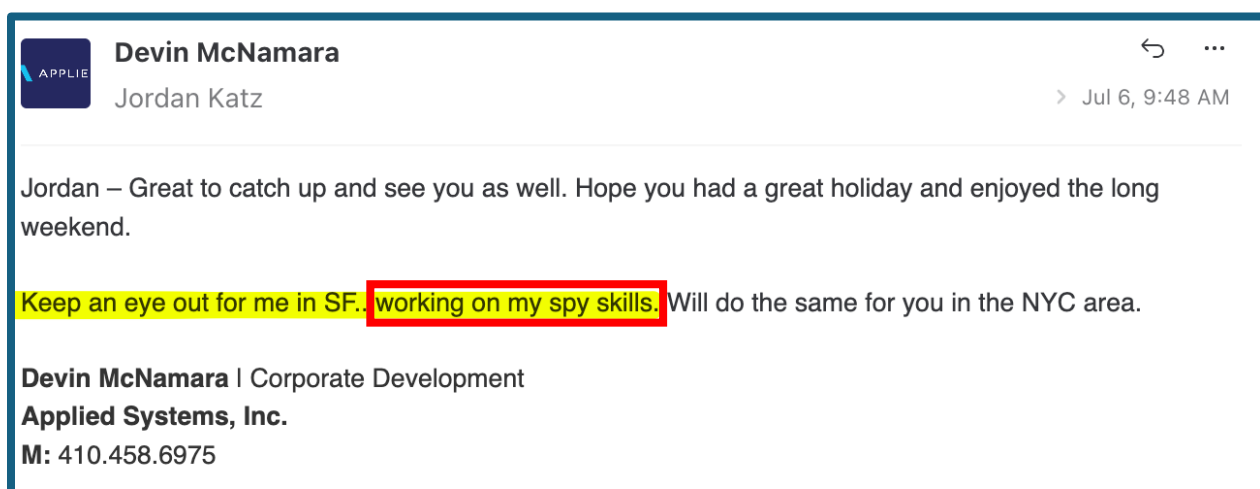 APPLIE
Devin McNamara
...
Jordan Katz
> Jul 6, 9:48 AM
Jordan – Great to catch up and see you as well. Hope you had a great holiday and enjoyed the long
weekend.
Keep an eye out for me in SF.. working on my spy skills. Will do the same for you in the NYC area.
Devin McNamara | Corporate Development
Applied Systems, Inc.
M: 410.458.6975